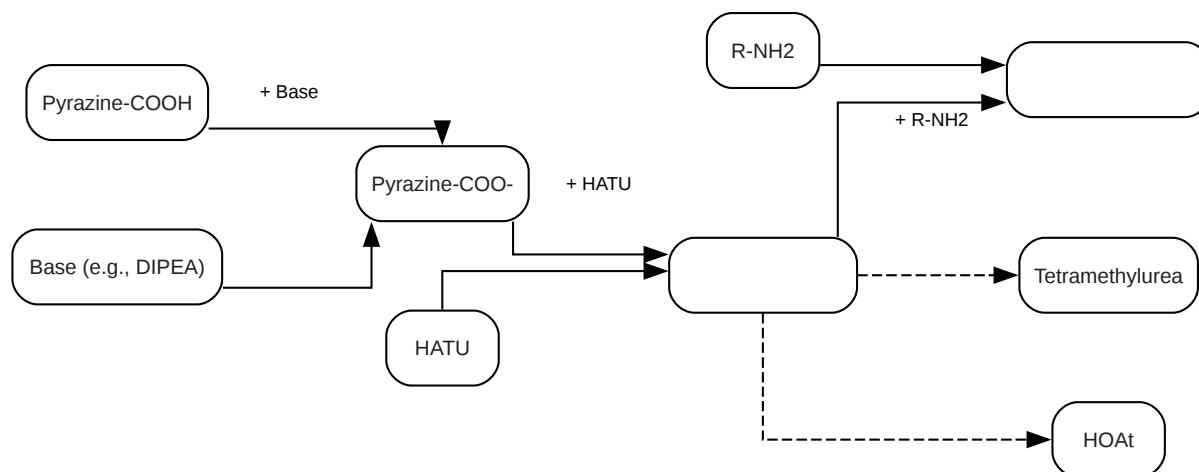 R-NH2
Pyrazine-COOH
+ Base
+ R-NH2
Pyrazine-COO-
+ HATU
Base (e.g., DIPEA)
Tetramethylurea
HATU
HOAt